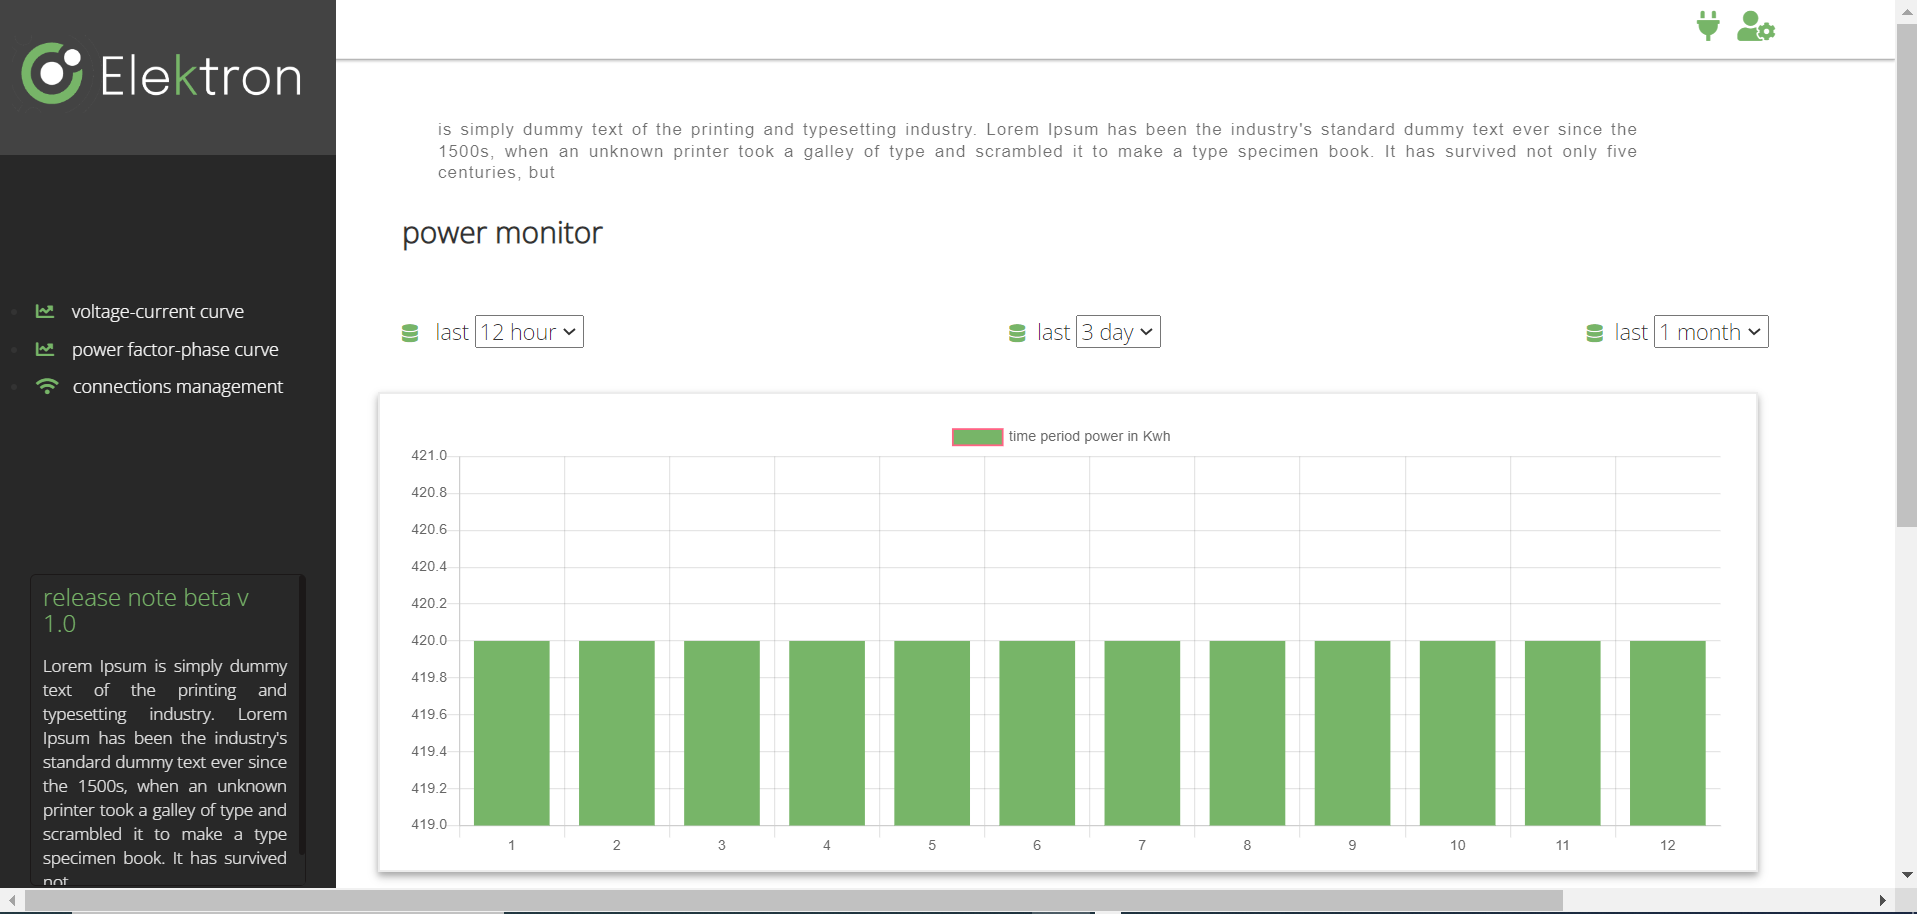 Elektron
voltage-current curve
power factor-phase curve
connections management
release note beta v
1.0
Lorem Ipsum is simply dummy
text of the printing and
typesetting industry. Lorem
Ipsum has been the industry's
standard dummy text ever since
the 1500s, when an unknown
printer took a galley of type and
scrambled it to make a type
specimen book. It has survived
not
is simply dummy text of the printing and typesetting industry. Lorem Ipsum has been the industry's standard dummy text ever since the
1500s, when an unknown printer took a galley of type and scrambled it to make a type specimen book. It has survived not only five
centuries, but
power monitor
last 12 hour
last 3 day
last 1 month
time period power in Kwh
421.0
420.8
420.6
420.4
420.2
420.0
419.8
419.6
419.4
419.2
419.0
1 2 3 4 5 6 7 8 9 10 11 12